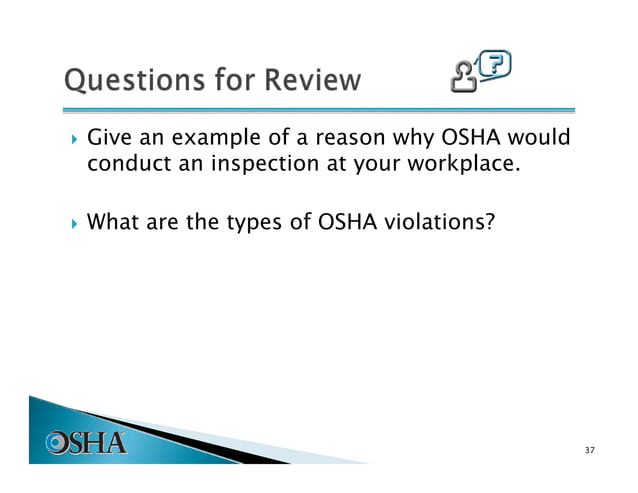 Questions for Review
?
Give an example of a reason why OSHA would
conduct an inspection at your workplace.
What are the types of OSHA violations?
OSHA
37